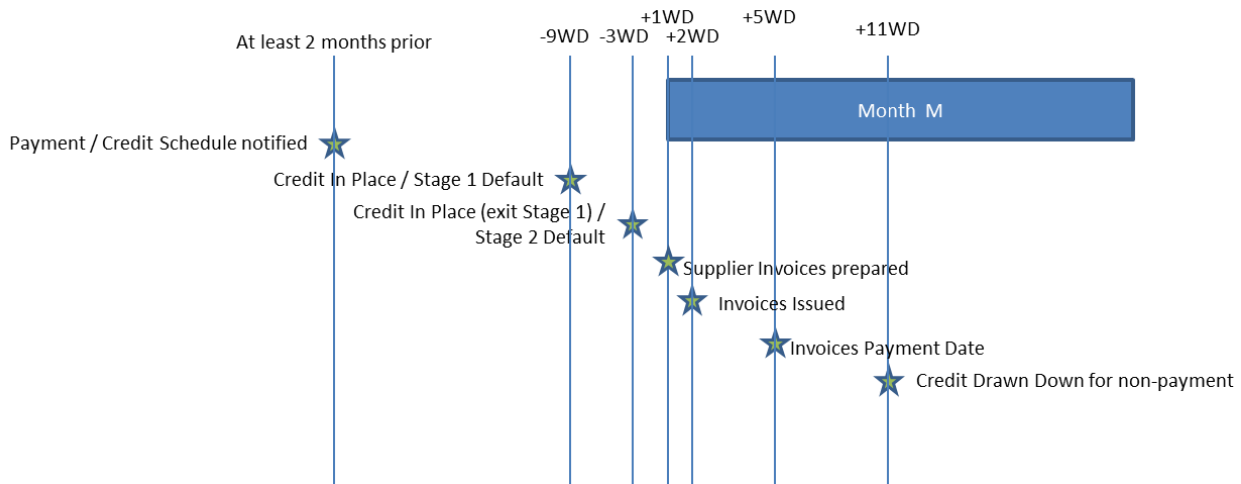 +1WD
+5WD
+11WD
At least 2 months prior
-9WD
-3WD
+2WD
Month M
Payment / Credit Schedule notified
Credit In Place / Stage 1 Default
Credit In Place (exit Stage 1) /
Stage 2 Default
Supplier Invoices prepared
Invoices Issued
Invoices Payment Date
Credit Drawn Down for non-payment